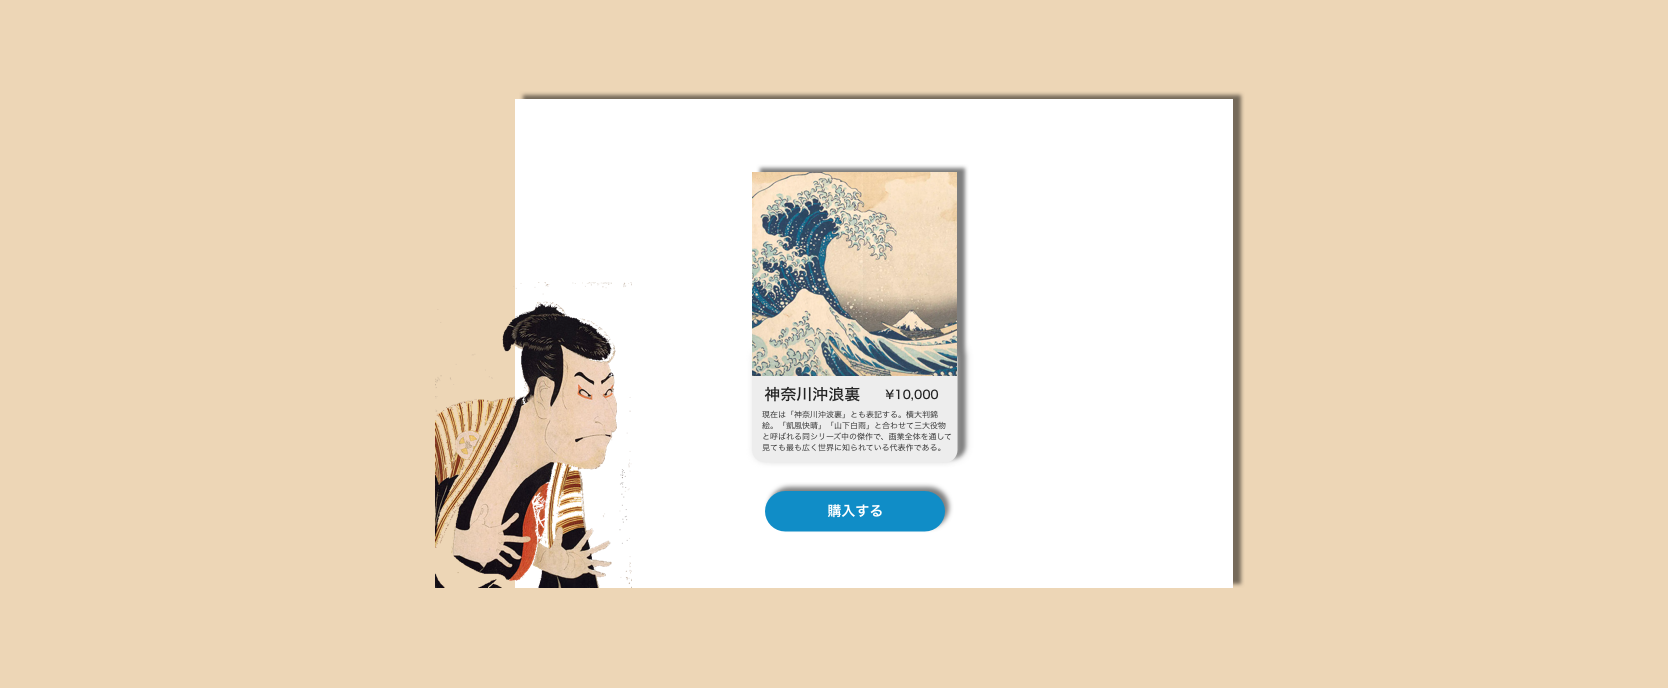 神奈川沖浪裏 ¥10,000
現在は「神奈川沖波裏」とも表記する。横大判錦
絵。「凱風快晴」「山下白雨」と合わせて三大役物
と呼ばれる同シリーズ中の傑作で、画業全体を通して
見ても最も広く世界に知られている代表作である。
購入する